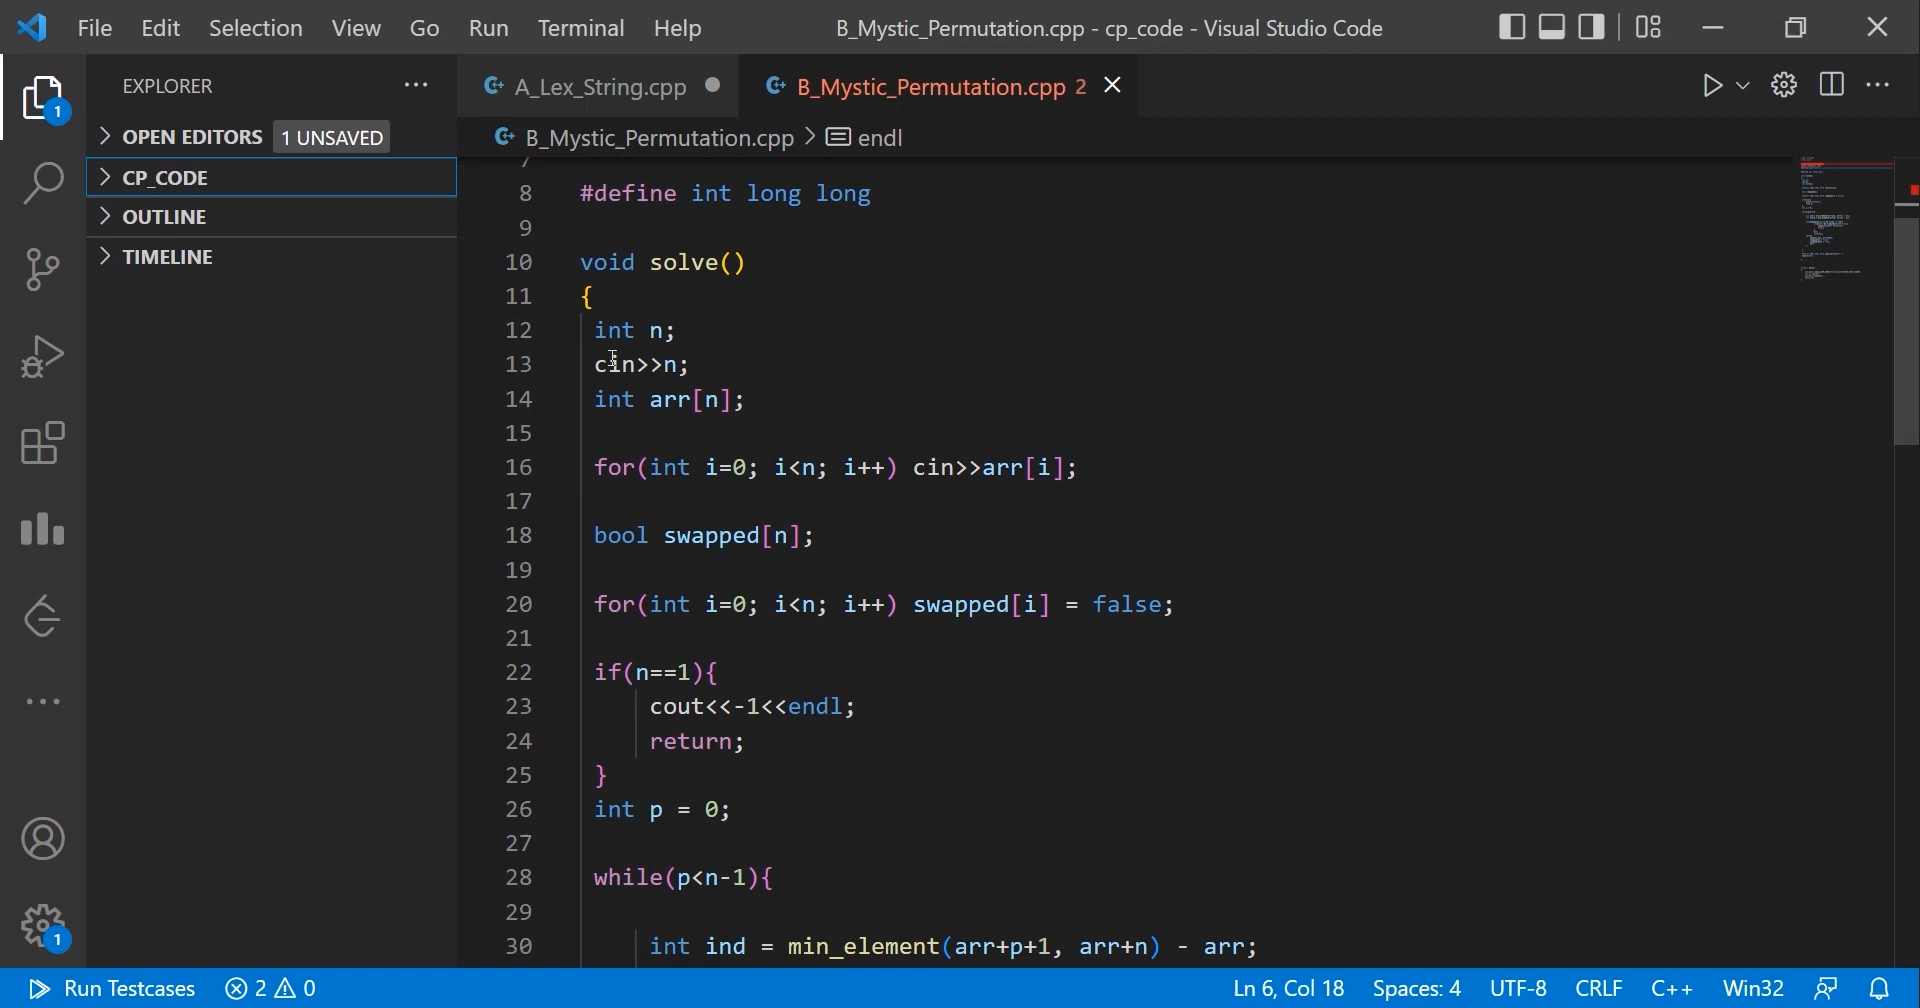 File Edit Selection View Go Run Terminal Help B_Mystic_Permutation.cpp - cp_code - Visual Studio Code
EXPLORER
1
OPEN EDITORS 1 UNSAVED
CP_CODE
OUTLINE
TIMELINE
1
A_Lex_String.cpp B_Mystic_Permutation.cpp 2
B_Mystic_Permutation.cpp > endl
7
8 #define int long long
9
10 void solve()
11 {
12 int n;
13 cin>>n;
14 int arr[n];
15
16 for(int i=0; i<n; i++) cin>>arr[i];
17
18 bool swapped[n];
19
20 for(int i=0; i<n; i++) swapped[i] = false;
21
22 if(n==1){
23 cout<<-1<<endl;
24 return;
25 }
26 int p = 0;
27
28 while(p<n-1){
29
30 int ind = min_element(arr+p+1, arr+n) - arr;
Run Testcases 2 0 Ln 6, Col 18 Spaces: 4 UTF-8 CRLF C++ Win32